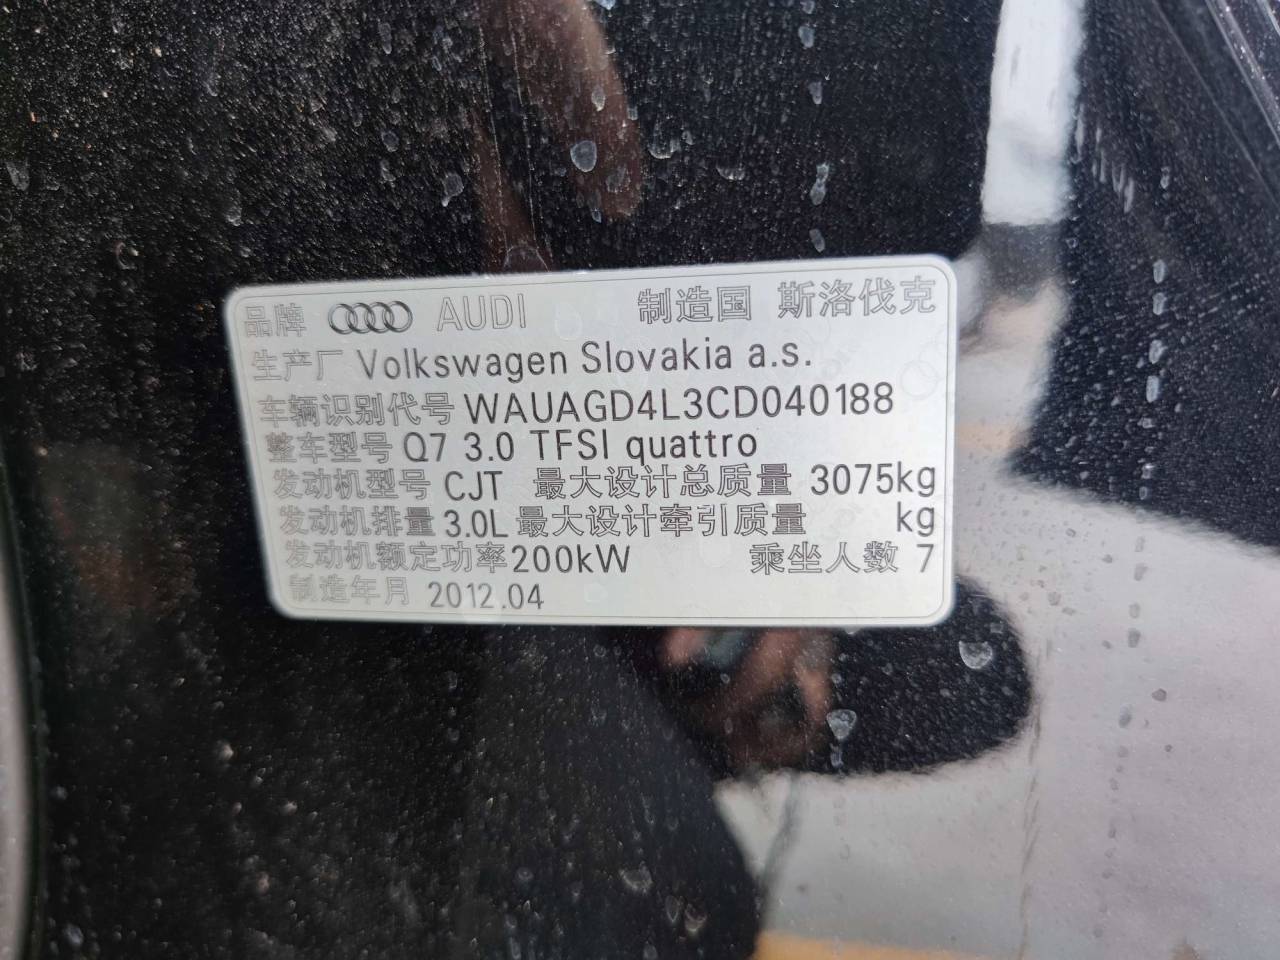 品牌 AUDI 制造国 斯洛伐克
生产厂 Volkswagen Slovakia a.s.
车辆识别代号 WAUAGD4L3CD040188
整车型号 Q7 3.0 TFSI quattro
发动机型号 CJT 最大设计总质量 3075kg
发动机排量 3.0L 最大设计牵引质量 kg
发动机额定功率 200kW 乘坐人数 7
制造年月 2012.04